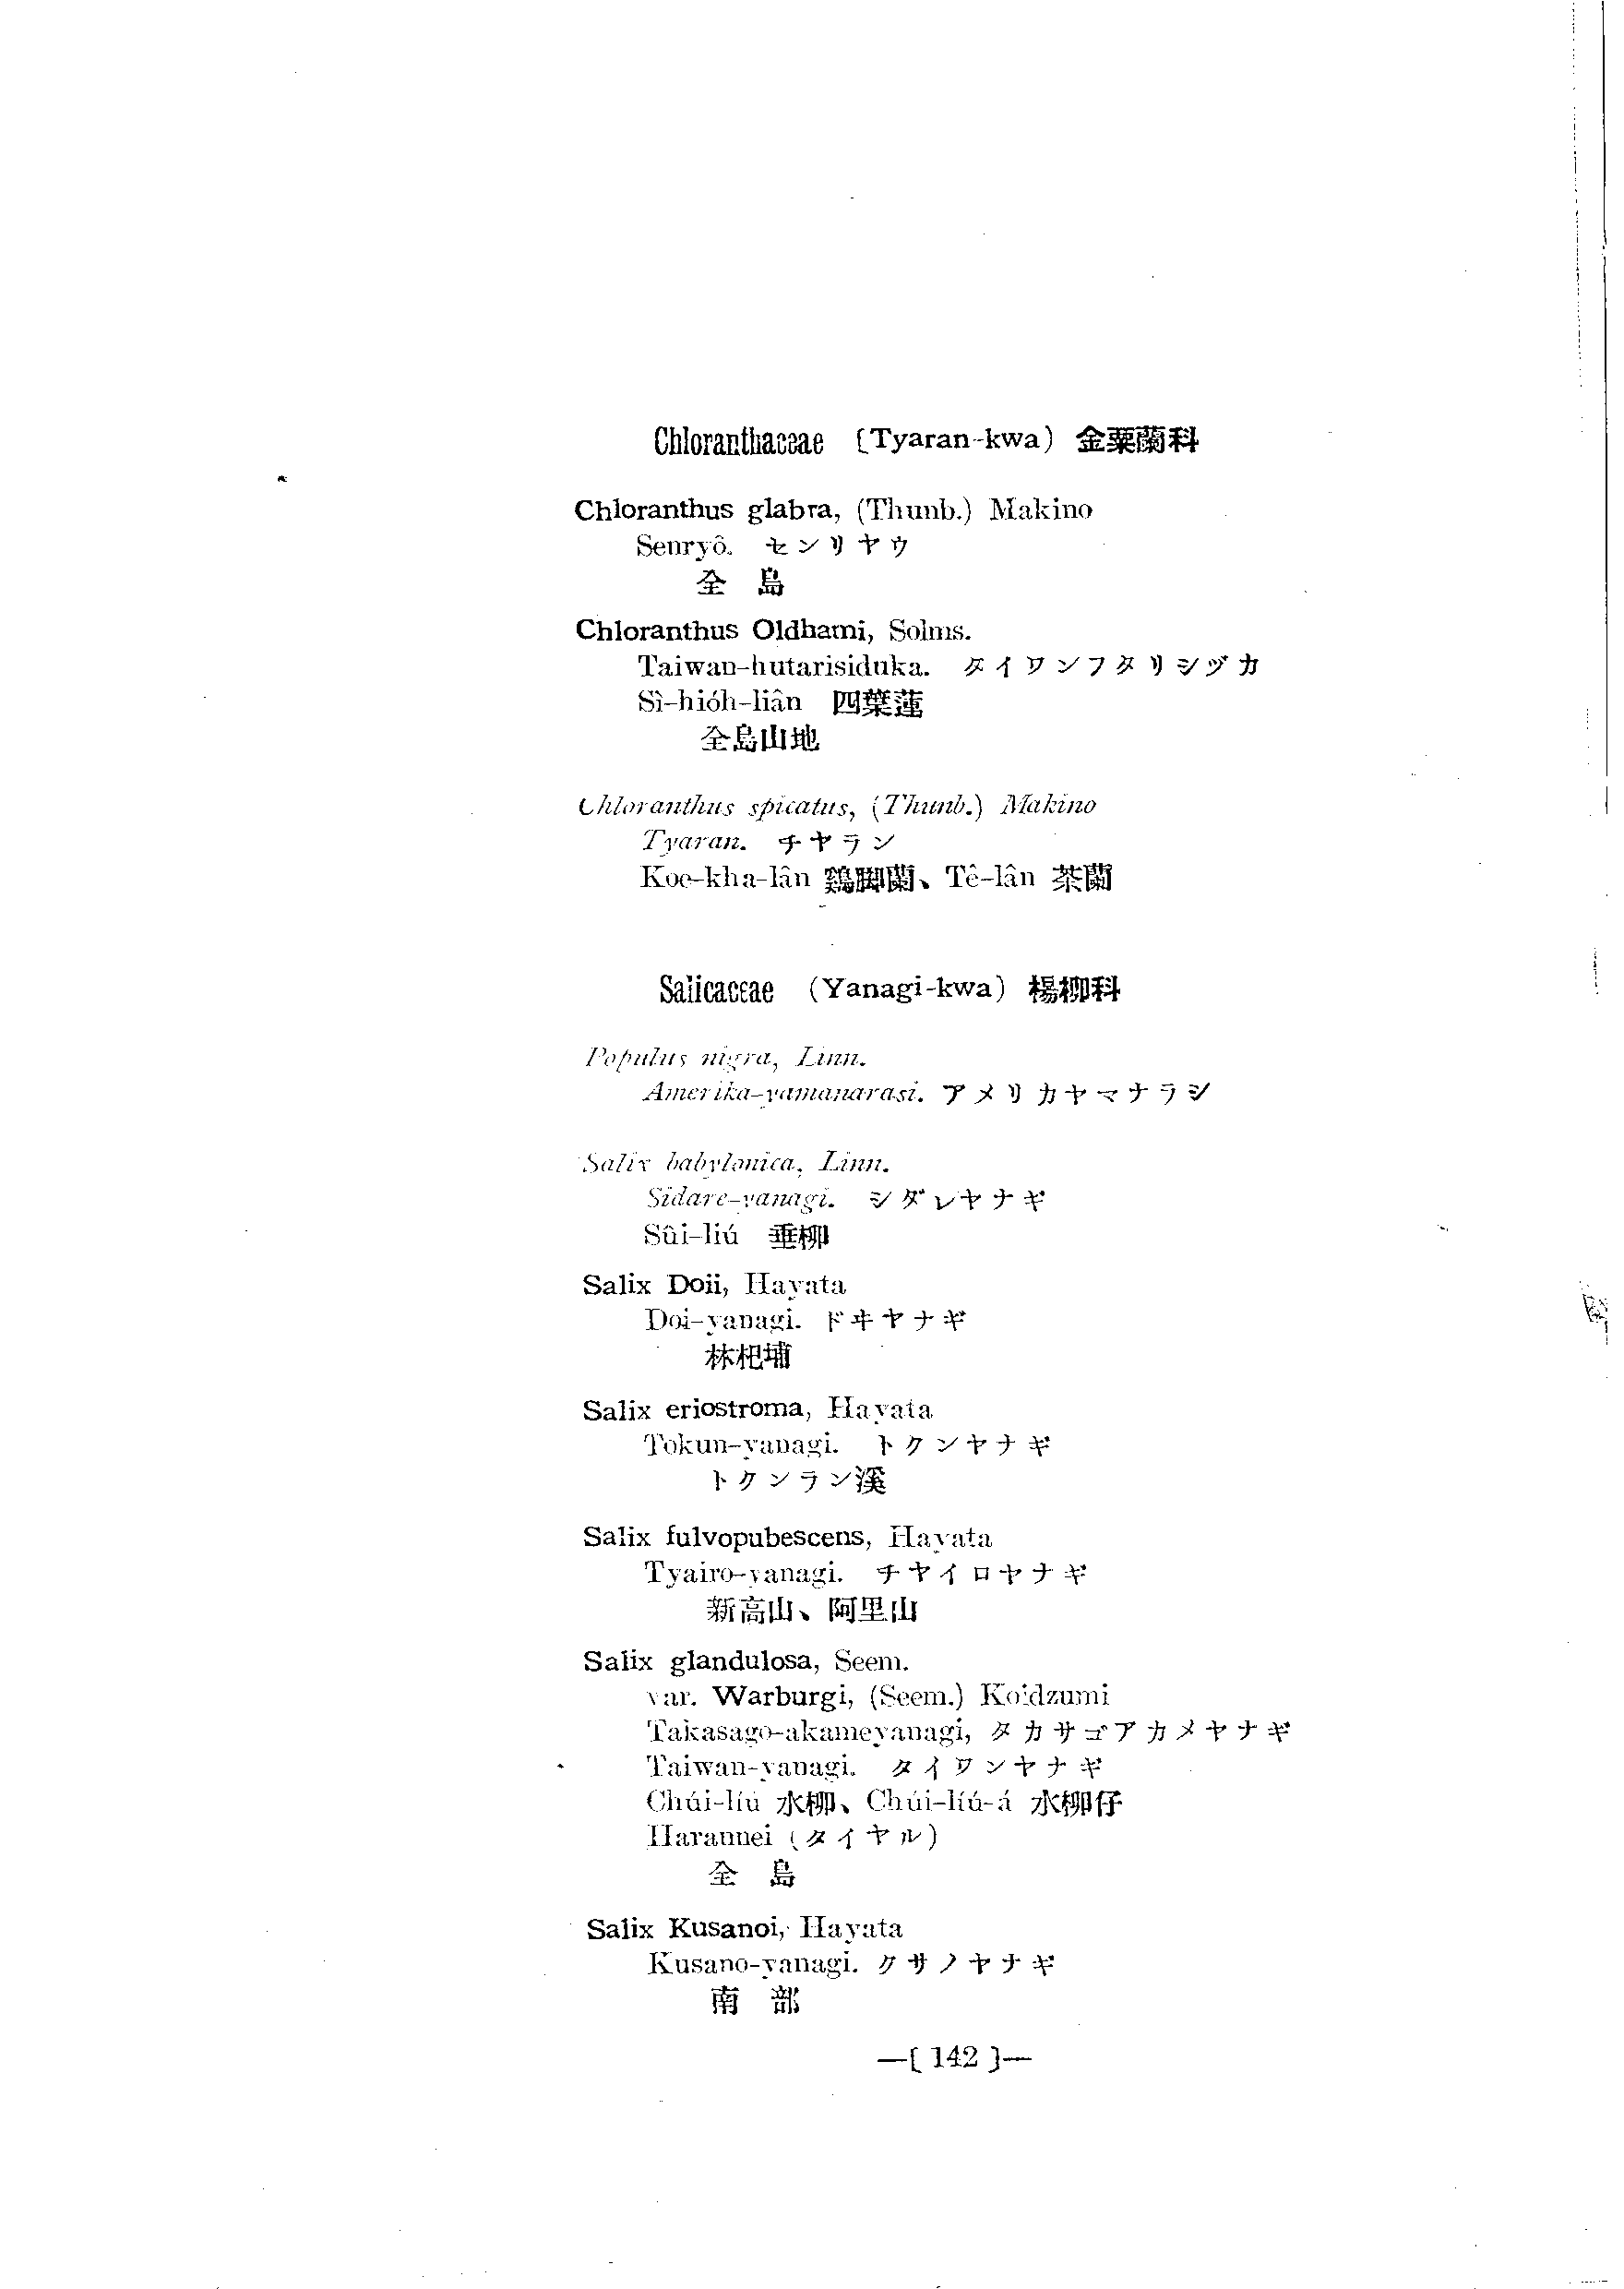 Chloranthaceae (Tyaran-kwa) 金粟蘭科
Chloranthus glabra, (Thunb.) Makino
Senryô. センリヤウ
全 島
Chloranthus Oldhami, Solms.
Taiwan-hutarisiduka. タイワンフタリシヅカ
Sì-hióh-liân 四葉蓮
全島山地
Chloranthus spicatus, (Thunb.) Makino
Tyaran. チヤラン
Koe-kha-lân 鷄脚蘭、Tê-lân 茶蘭
Salicaceae (Yanagi-kwa) 楊柳科
Populus nigra, Linn.
Amerika-yamanarasi. アメリカヤマナラシ
Salix babylonica, Linn.
Sidare-yanagi. シダレヤナギ
Sûi-liú 垂柳
Salix Doii, Hayata
Doi-yanagi. ドヰヤナギ
林杞埔
Salix eriostroma, Hayata
Tokun-yanagi. トクンヤナギ
トクンラン溪
Salix fulvopubescens, Hayata
Tyairo-yanagi. チヤイロヤナギ
新高山、阿里山
Salix glandulosa, Seem.
var. Warburgi, (Seem.) Koidzumi
Takasago-akameyanagi, タカサゴアカメヤナギ
Taiwan-yanagi. タイワンヤナギ
Chúi-liú 水柳、Chúi-liú-á 水柳仔
Harannei (タイヤル)
全 島
Salix Kusanoi, Hayata
Kusano-yanagi. クサノヤナギ
南 部
—( 142 )—